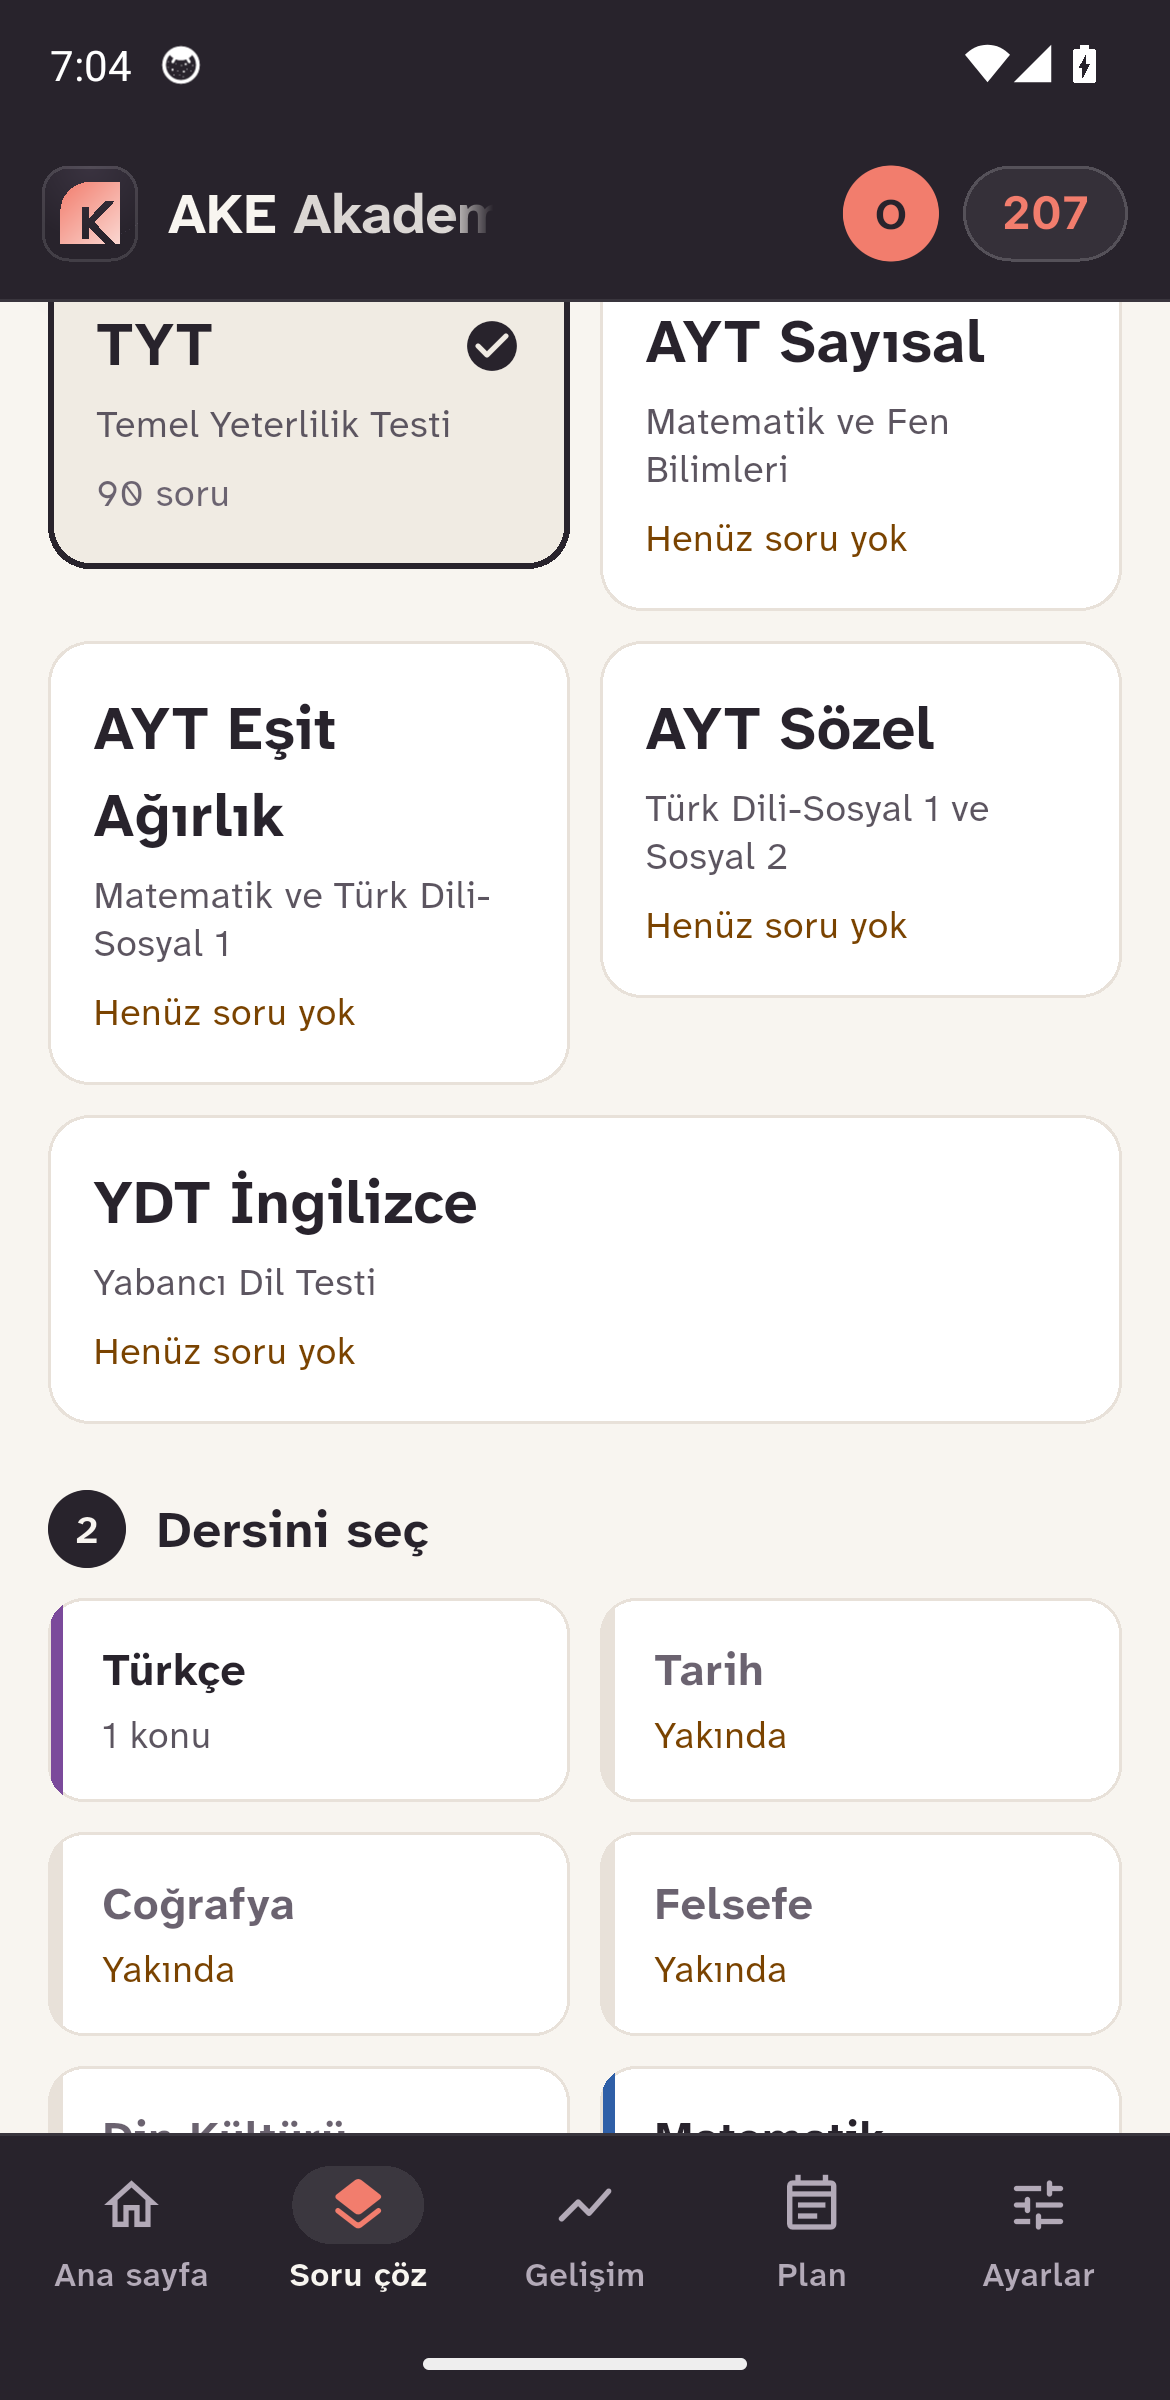 7:04
AKE Akadem
O
207
TYT
Temel Yeterlilik Testi
90 soru
AYT Sayısal
Matematik ve Fen
Bilimleri
Henüz soru yok
AYT Eşit
Ağırlık
Matematik ve Türk Dili-
Sosyal 1
Henüz soru yok
AYT Sözel
Türk Dili-Sosyal 1 ve
Sosyal 2
Henüz soru yok
YDT İngilizce
Yabancı Dil Testi
Henüz soru yok
2 Dersini seç
Türkçe
1 konu
Tarih
Yakında
Coğrafya
Yakında
Felsefe
Yakında
Din Kültürü
Matematik
Ana sayfa
Soru çöz
Gelişim
Plan
Ayarlar